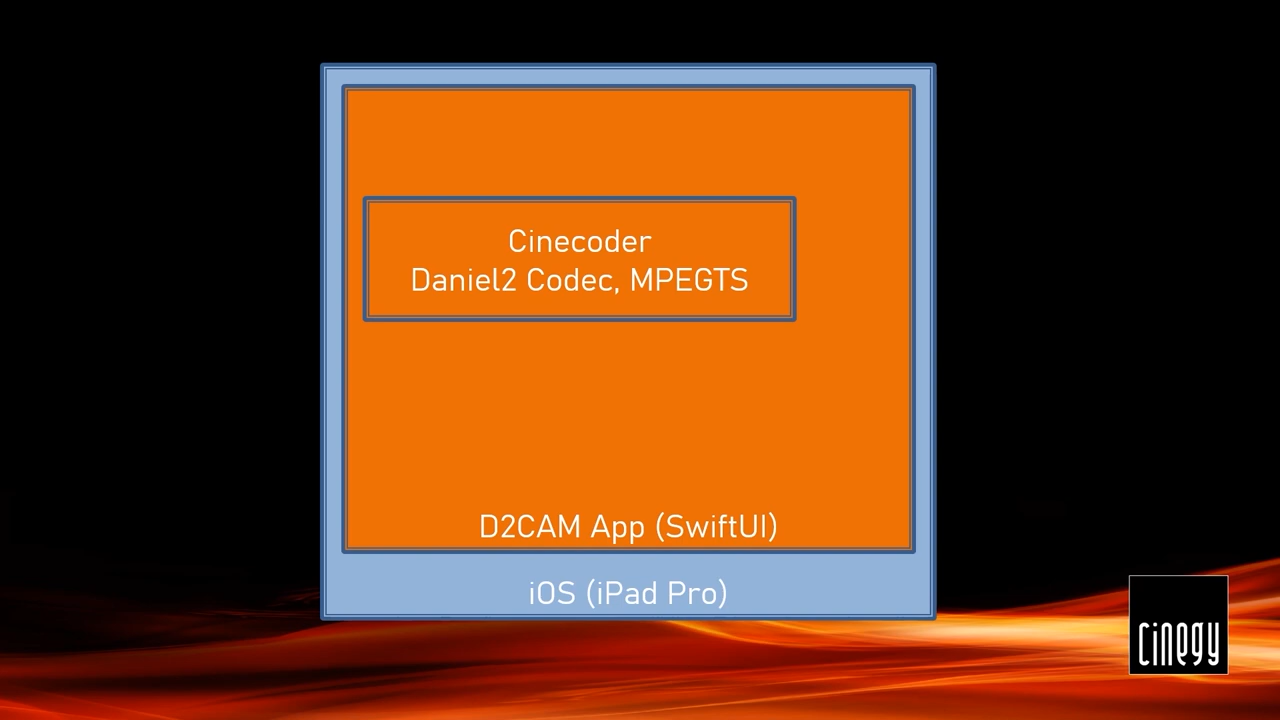 Cinecoder
Daniel2 Codec, MPEGTS
D2CAM App (SwiftUI)
iOS (iPad Pro)
cinegy